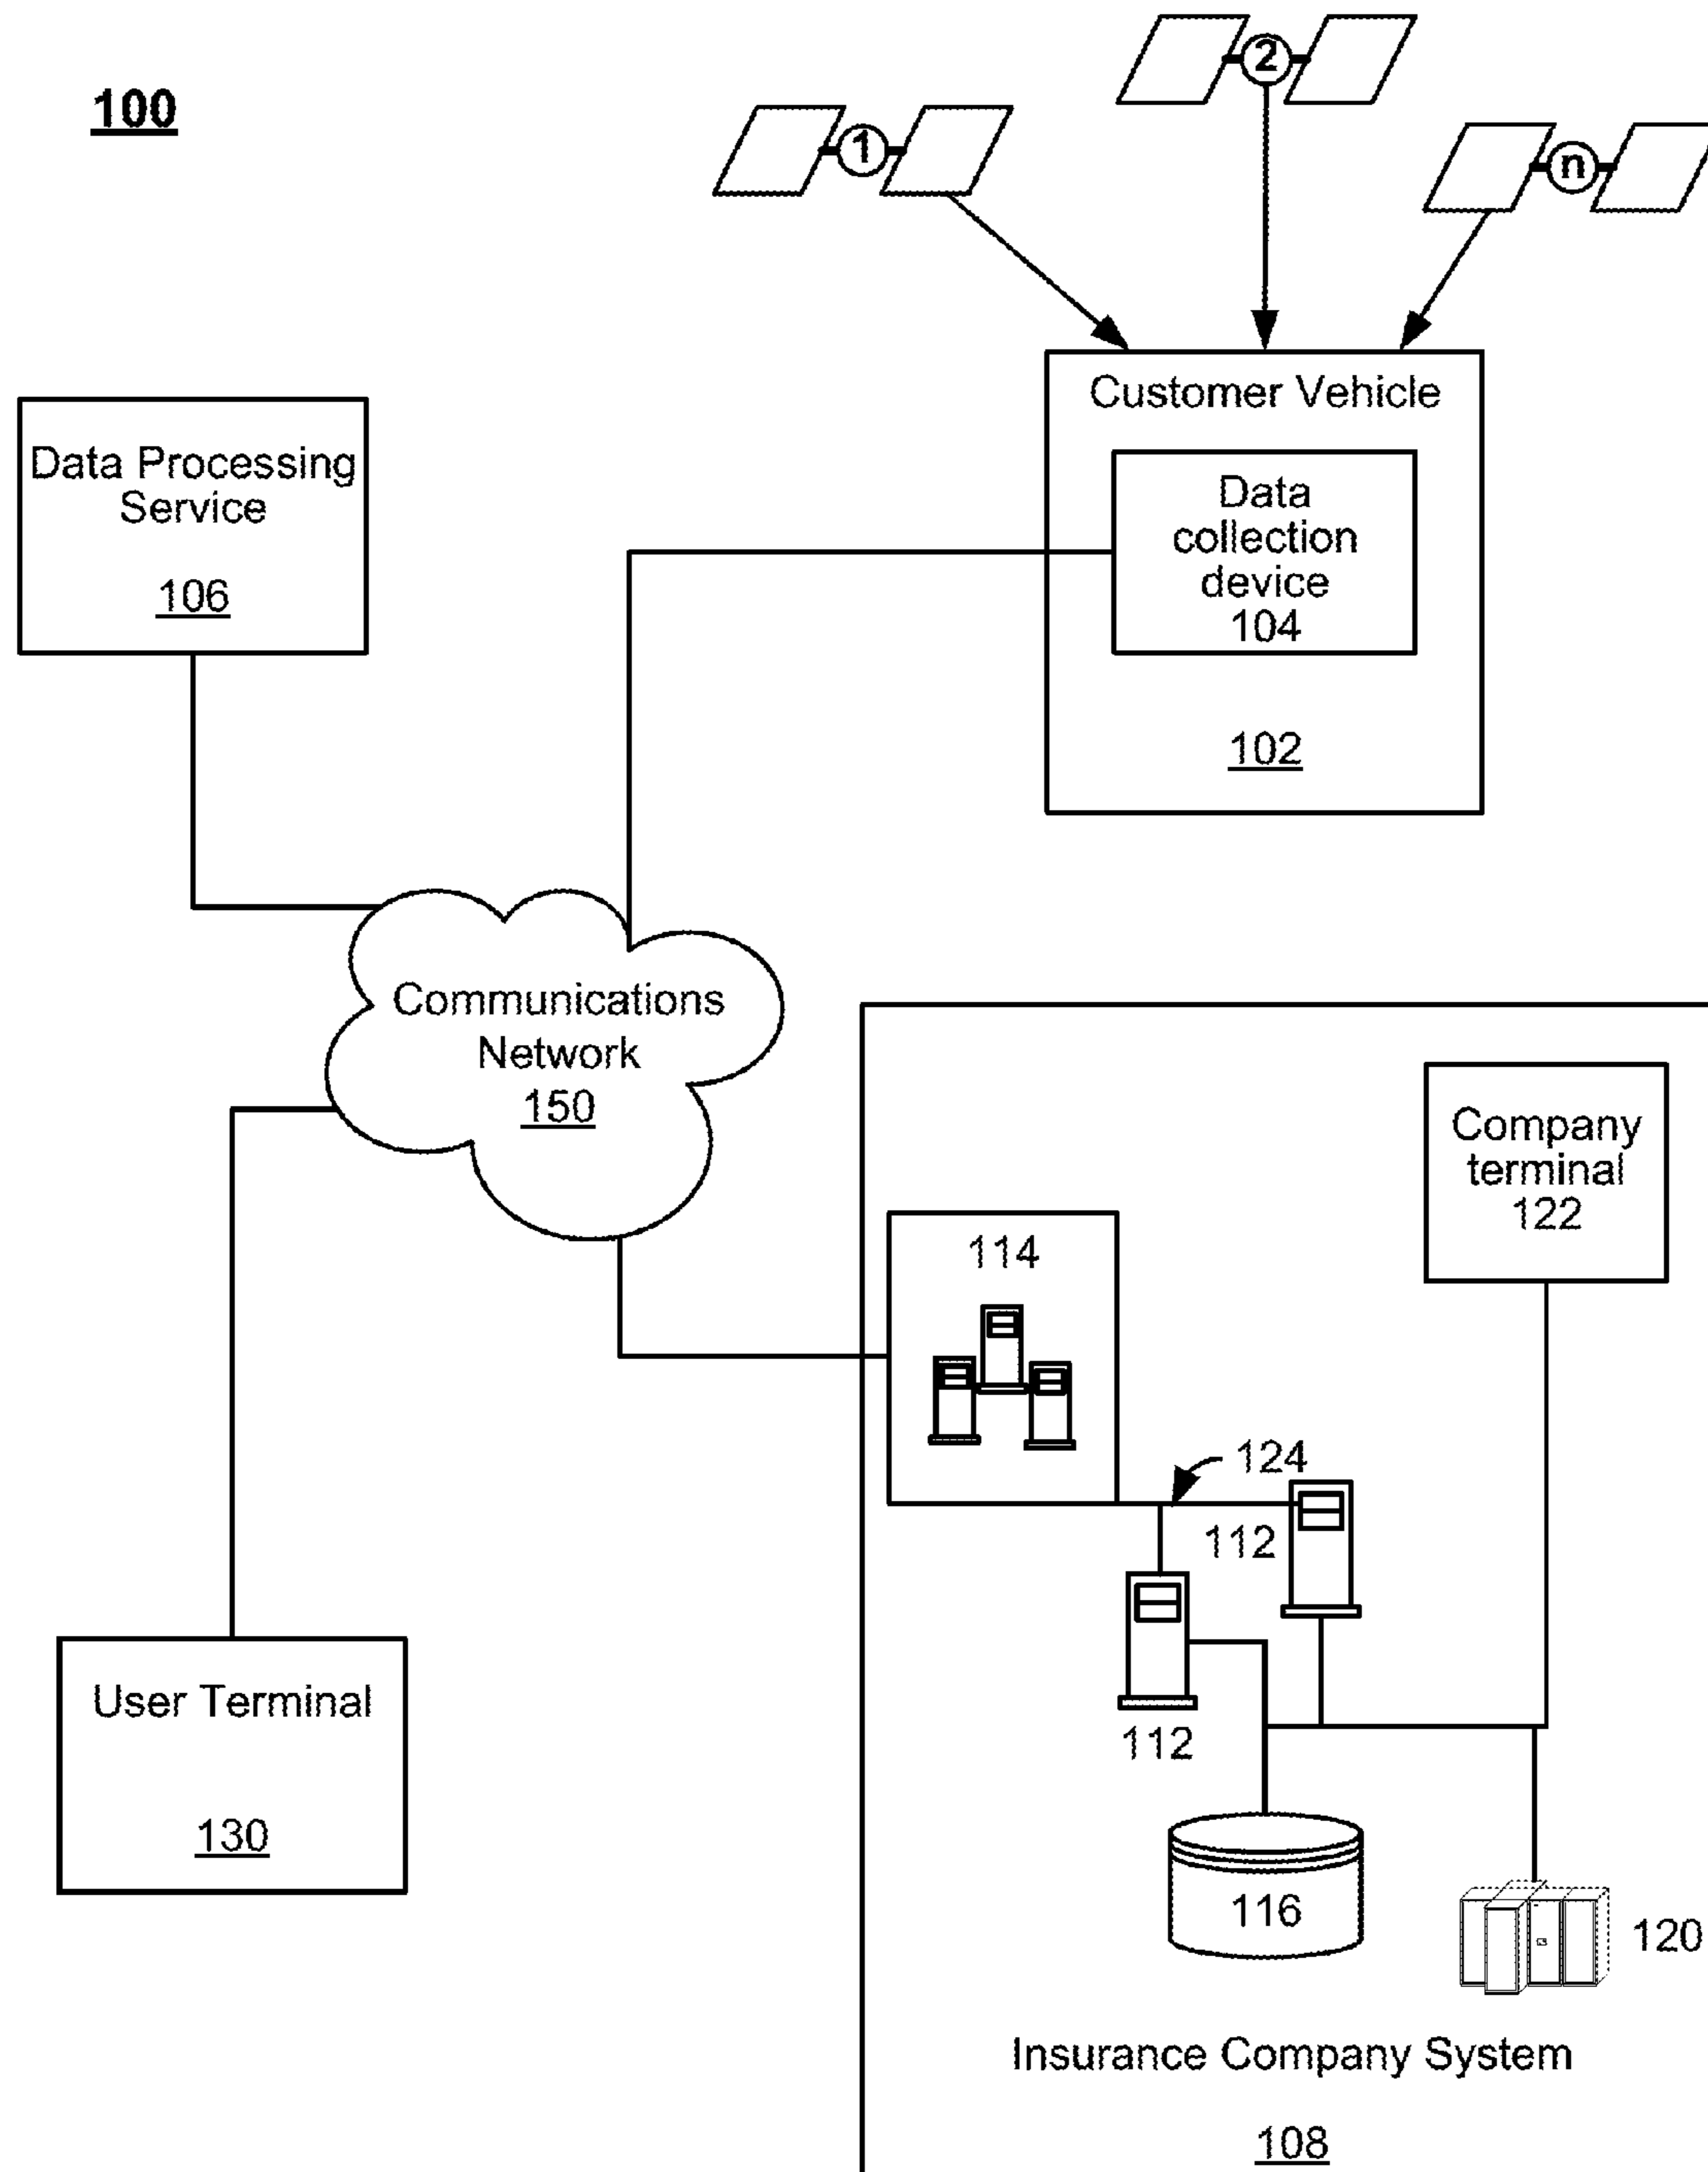 100
1
2
n
Customer Vehicle
Data
collection
device
104
102
Data Processing
Service
106
Communications
Network
150
Company
terminal
122
114
124
112
112
User Terminal
130
116
120
Insurance Company System
108